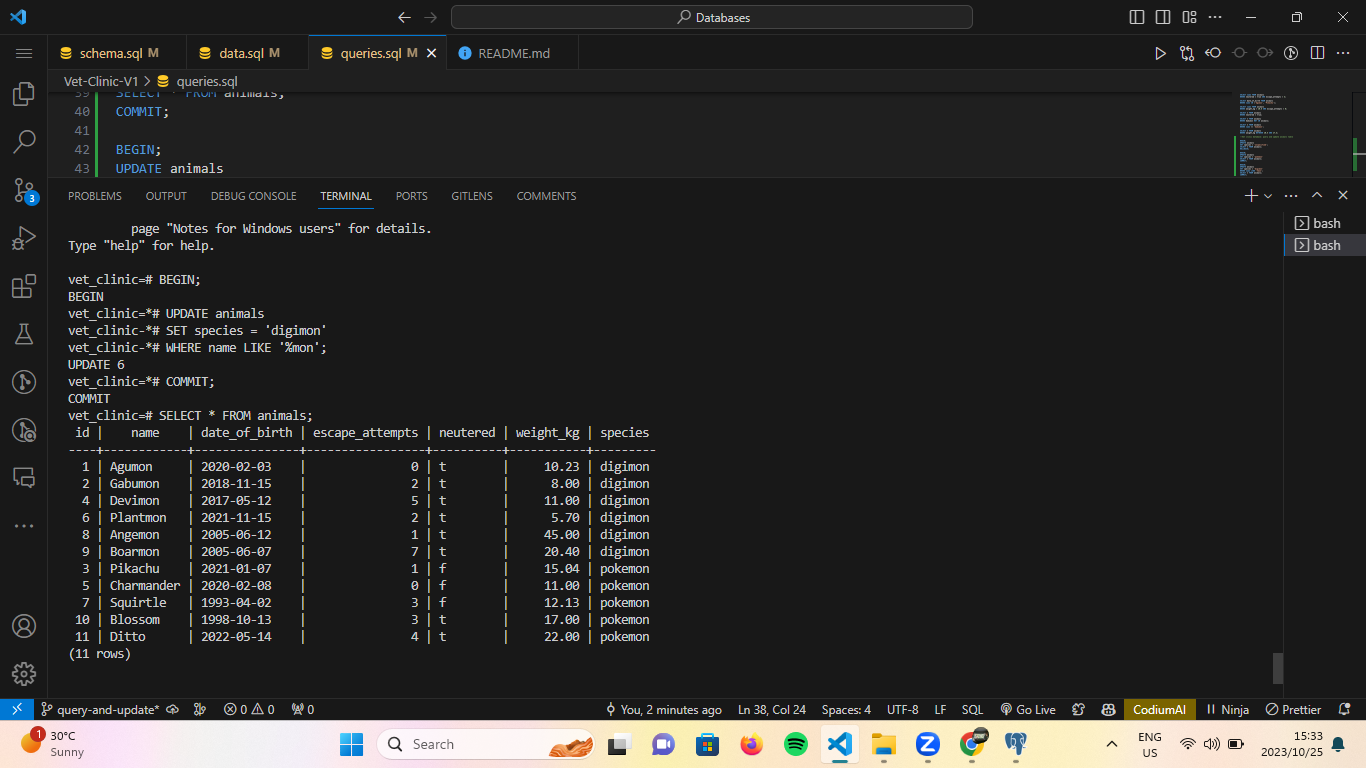 Databases
schema.sql M data.sql M queries.sql M README.md
Vet-Clinic-V1 > queries.sql
39 SELECT * FROM animals;
40 COMMIT;
41
42 BEGIN;
43 UPDATE animals
PROBLEMS OUTPUT DEBUG CONSOLE TERMINAL PORTS GITLENS COMMENTS
page "Notes for Windows users" for details.
Type "help" for help.
vet_clinic=# BEGIN;
BEGIN
vet_clinic=*# UPDATE animals
vet_clinic-*# SET species = 'digimon'
vet_clinic-*# WHERE name LIKE '%mon';
UPDATE 6
vet_clinic=*# COMMIT;
COMMIT
vet_clinic=# SELECT * FROM animals;
id | name | date_of_birth | escape_attempts | neutered | weight_kg | species
----+------------+---------------+-----------------+----------+-----------+---------
1 | Agumon | 2020-02-03 | 0 | t | 10.23 | digimon
2 | Gabumon | 2018-11-15 | 2 | t | 8.00 | digimon
4 | Devimon | 2017-05-12 | 5 | t | 11.00 | digimon
6 | Plantmon | 2021-11-15 | 2 | t | 5.70 | digimon
8 | Angemon | 2005-06-12 | 1 | t | 45.00 | digimon
9 | Boarmon | 2005-06-07 | 7 | t | 20.40 | digimon
3 | Pikachu | 2021-01-07 | 1 | f | 15.04 | pokemon
5 | Charmander | 2020-02-08 | 0 | f | 11.00 | pokemon
7 | Squirtle | 1993-04-02 | 3 | f | 12.13 | pokemon
10 | Blossom | 1998-10-13 | 3 | t | 17.00 | pokemon
11 | Ditto | 2022-05-14 | 4 | t | 22.00 | pokemon
(11 rows)
bash
bash
3
query-and-update* 0 0 0 You, 2 minutes ago Ln 38, Col 24 Spaces: 4 UTF-8 LF SQL Go Live CodiumAI Ninja Prettier
1
30°C
Sunny
Search
ENG
US
15:33
2023/10/25